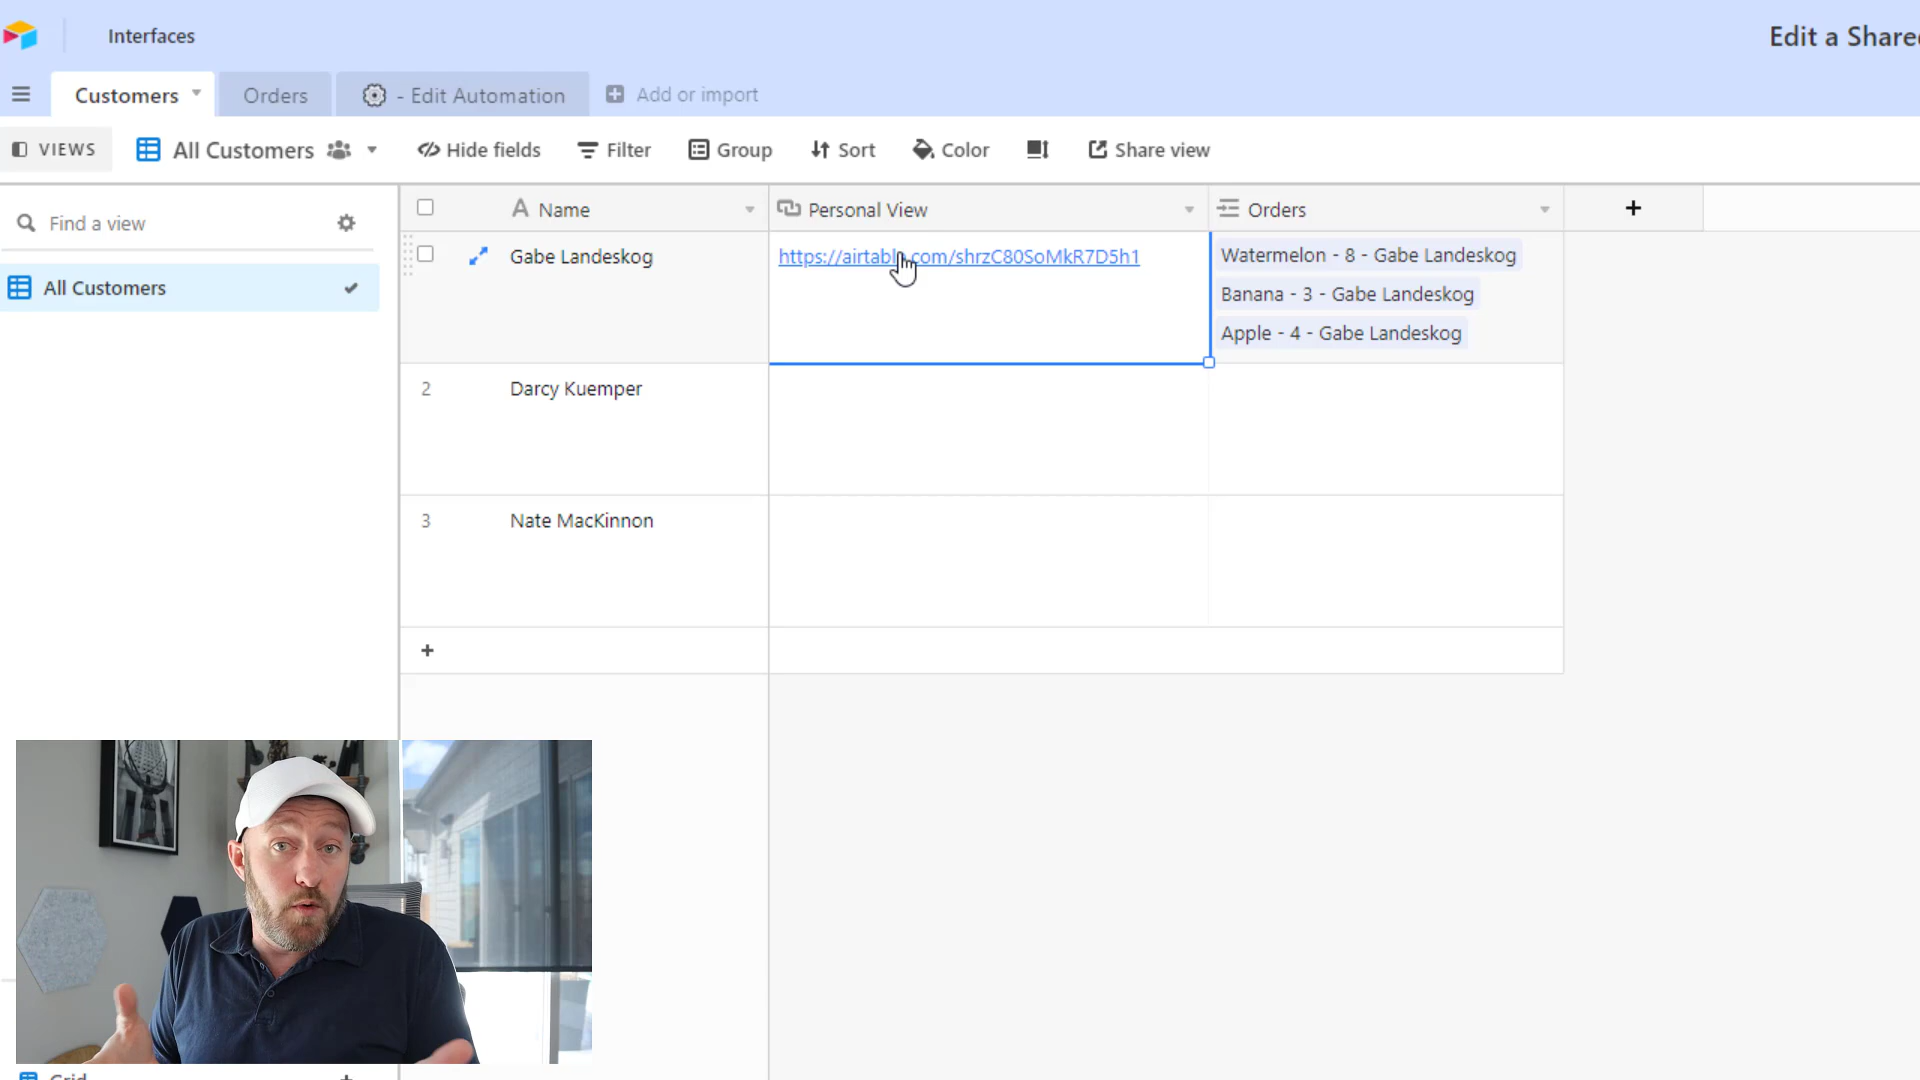 Interfaces
Edit a Share
Customers
Orders
- Edit Automation
Add or import
VIEWS
All Customers
Hide fields
Filter
Group
Sort
Color
Share view
Find a view
Name
Personal View
Orders
All Customers
Gabe Landeskog
https://airtable.com/shrzC80SoMkR7D5h1
Watermelon - 8 - Gabe Landeskog
Banana - 3 - Gabe Landeskog
Apple - 4 - Gabe Landeskog
2
Darcy Kuemper
3
Nate MacKinnon
Grid